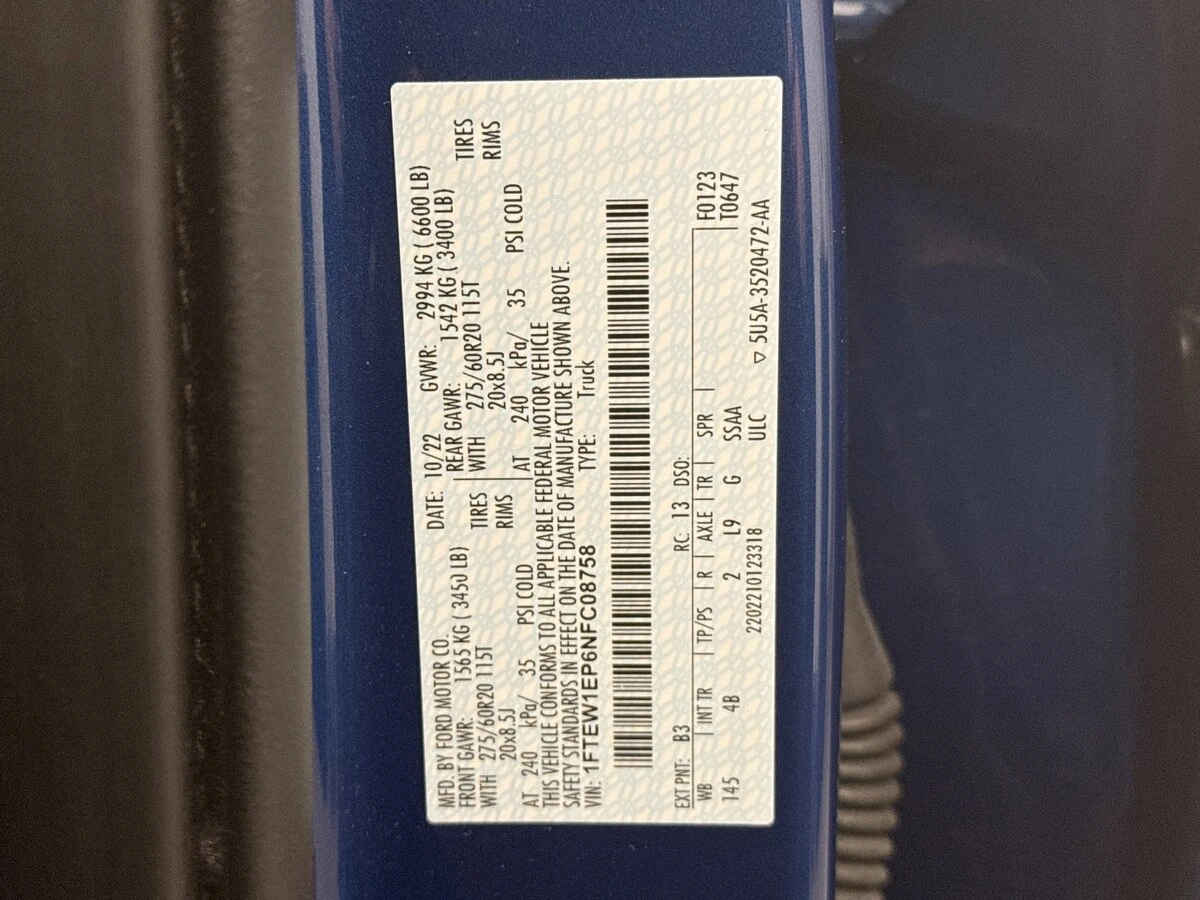 MFD. BY FORD MOTOR CO.
DATE: 10/22 GVWR: 2994 KG ( 6600 LB)
FRONT GAWR: 1565 KG ( 3450 LB) REAR GAWR: 1542 KG ( 3400 LB)
WITH 275/60R20 115T TIRES WITH 275/60R20 115T TIRES
20x8.5J RIMS 20x8.5J RIMS
AT 240 kPa/ 35 PSI COLD AT 240 kPa/ 35 PSI COLD
THIS VEHICLE CONFORMS TO ALL APPLICABLE FEDERAL MOTOR VEHICLE
SAFETY STANDARDS IN EFFECT ON THE DATE OF MANUFACTURE SHOWN ABOVE.
VIN: 1FTEW1EP6NFC08758 TYPE: Truck
EXT PNT: B3 RC: 13 DSO:
WB | INT TR | TP/PS | R | AXLE | TR | SPR | F0123
145 4B 2 L9 G SSAA T0647
2202210123318 ULC ▽ 5U5A-3520472-AA